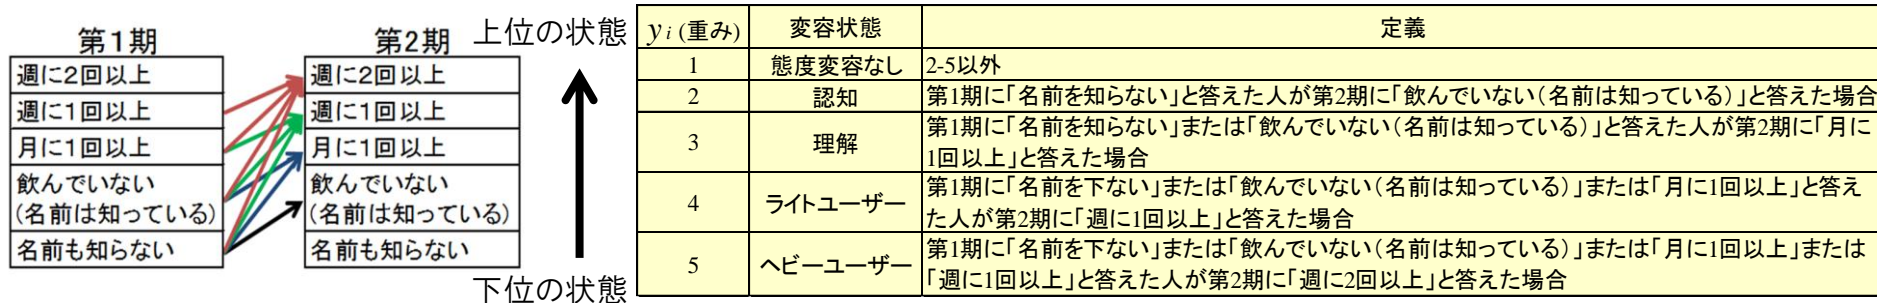 第1期
週に2回以上
週に1回以上
月に1回以上
飲んでいない
(名前は知っている)
名前も知らない
第2期
週に2回以上
週に1回以上
月に1回以上
飲んでいない
(名前は知っている)
名前も知らない
上位の状態
下位の状態
yi (重み) 変容状態 定義
1 態度変容なし 2-5以外
2 認知 第1期に「名前を知らない」と答えた人が第2期に「飲んでいない(名前は知っている)」と答えた場合
3 理解 第1期に「名前を知らない」または「飲んでいない(名前は知っている)」と答えた人が第2期に「月に
1回以上」と答えた場合
4 ライトユーザー 第1期に「名前を下ない」または「飲んでいない(名前は知っている)」または「月に1回以上」と答え
た人が第2期に「週に1回以上」と答えた場合
5 ヘビーユーザー 第1期に「名前を下ない」または「飲んでいない(名前は知っている)」または「月に1回以上」または
「週に1回以上」と答えた人が第2期に「週に2回以上」と答えた場合